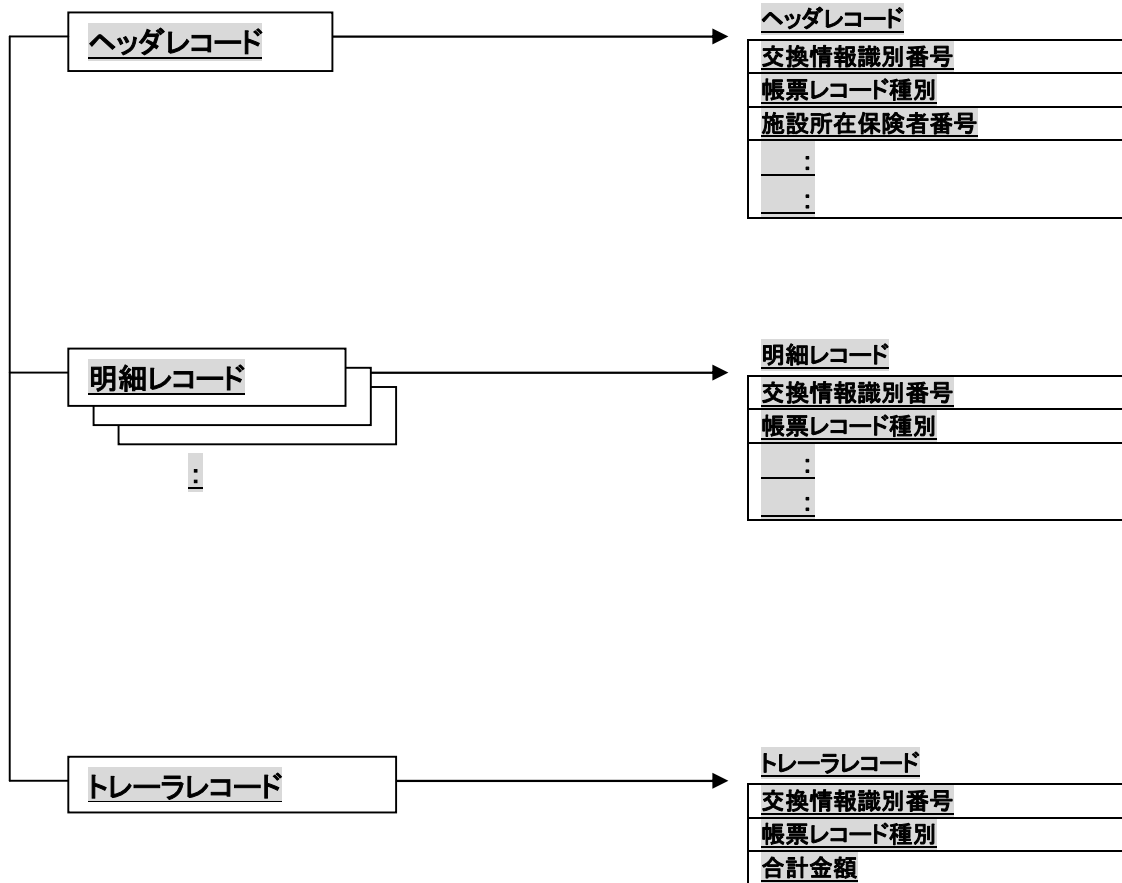 ヘッダレコード
ヘッダレコード
交換情報識別番号
帳票レコード種別
施設所在保険者番号
:
:
明細レコード
:
明細レコード
交換情報識別番号
帳票レコード種別
:
:
トレーラレコード
トレーラレコード
交換情報識別番号
帳票レコード種別
合計金額